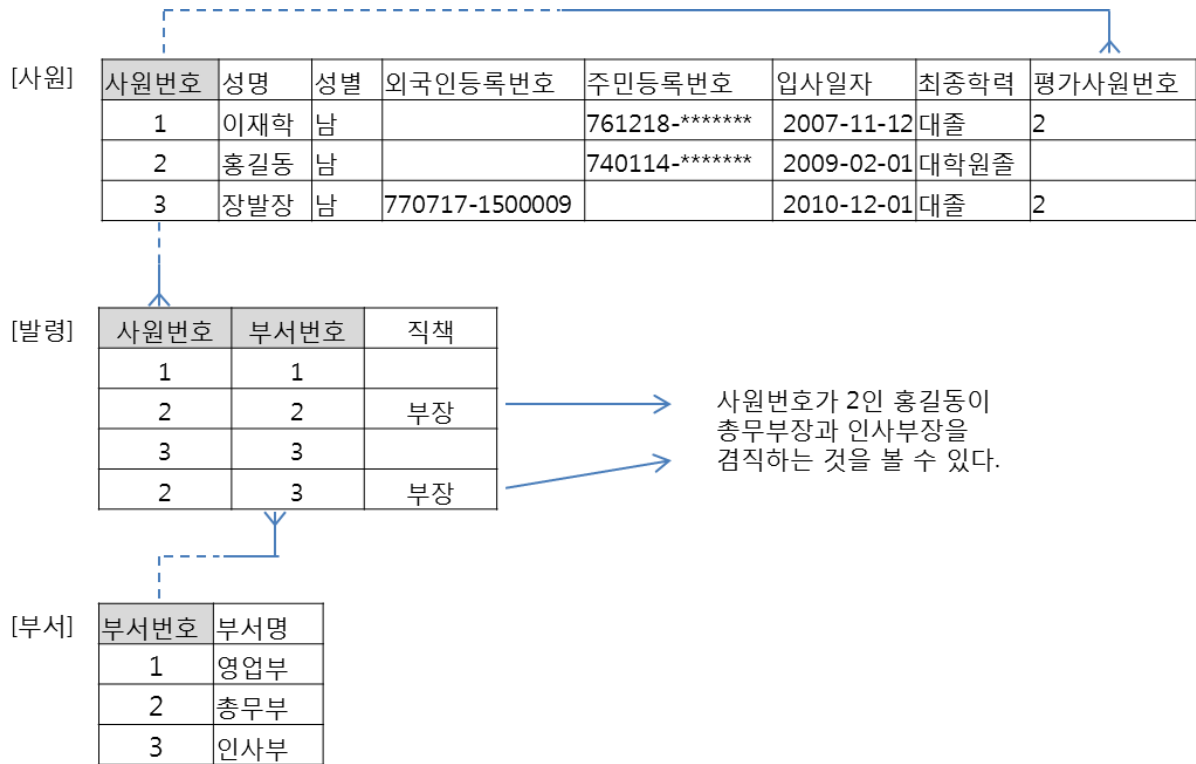 [사원]
사원번호 성명 성별 외국인등록번호 주민등록번호 입사일자 최종학력 평가사원번호
1 이재학 남 761218-******* 2007-11-12 대졸 2
2 홍길동 남 740114-******* 2009-02-01 대학원졸
3 장발장 남 770717-1500009 2010-12-01 대졸 2
[발령]
사원번호 부서번호 직책
1 1
2 2 부장
3 3
2 3 부장
사원번호가 2인 홍길동이
총무부장과 인사부장을
겸직하는 것을 볼 수 있다.
[부서]
부서번호 부서명
1 영업부
2 총무부
3 인사부